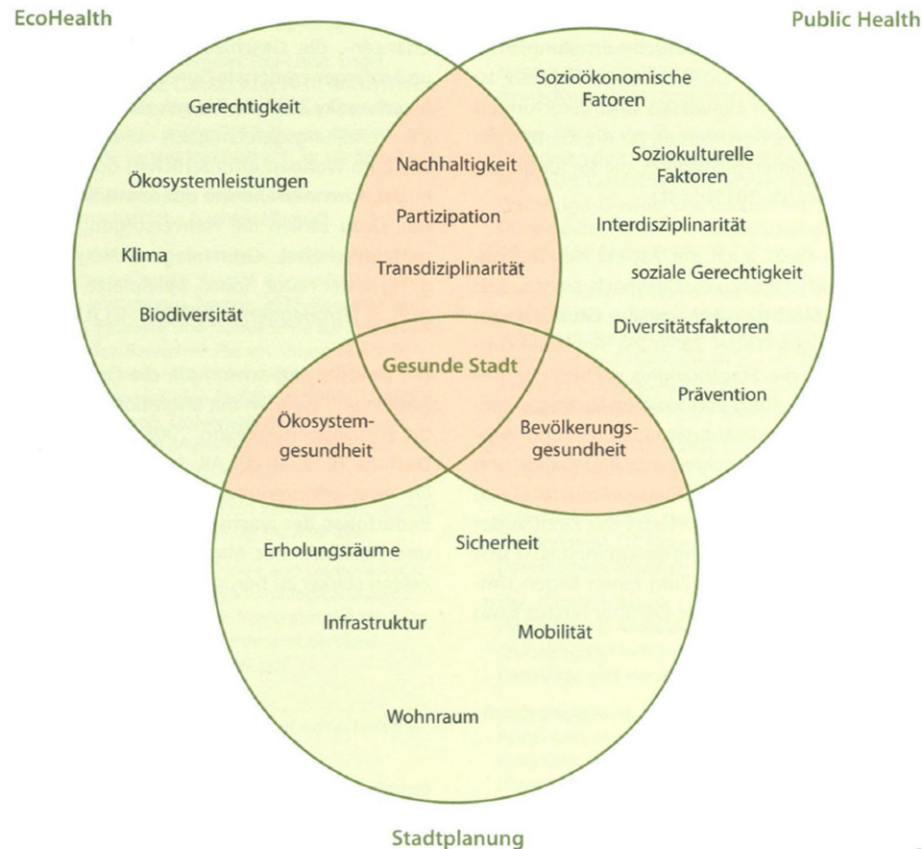 EcoHealth
Public Health
Gerechtigkeit
Ökosystemleistungen
Klima
Biodiversität
Nachhaltigkeit
Partizipation
Transdiziplinarität
Sozioökonomische
Fatoren
Soziokulturelle
Faktoren
Interdisziplinarität
soziale Gerechtigkeit
Diversitätsfaktoren
Prävention
Gesunde Stadt
Ökosystem-
gesundheit
Bevölkerungs-
gesundheit
Erholungsräume
Sicherheit
Infrastruktur
Mobilität
Wohnraum
Stadtplanung